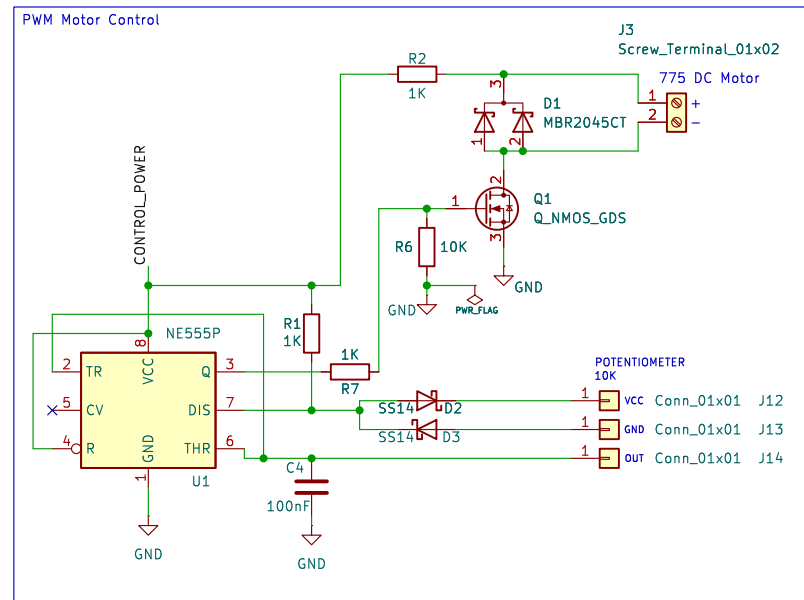 PWM Motor Control
J3
Screw_Terminal_01x02
775 DC Motor
R2
1K
3
D1
MBR2045CT
1
2
1
+
2
−
CONTROL_POWER
2
Q1
Q_NMOS_GDS
1
3
R6
10K
GND
GND
PWR_FLAG
R1
1K
NE555P
8
VCC
1K
R7
2
TR
Q
3
5
CV
DIS
7
4
R
THR
6
GND
1
U1
GND
SS14
D2
SS14
D3
C4
100nF
GND
POTENTIOMETER
10K
1
VCC
Conn_01x01
J12
1
GND
Conn_01x01
J13
1
OUT
Conn_01x01
J14